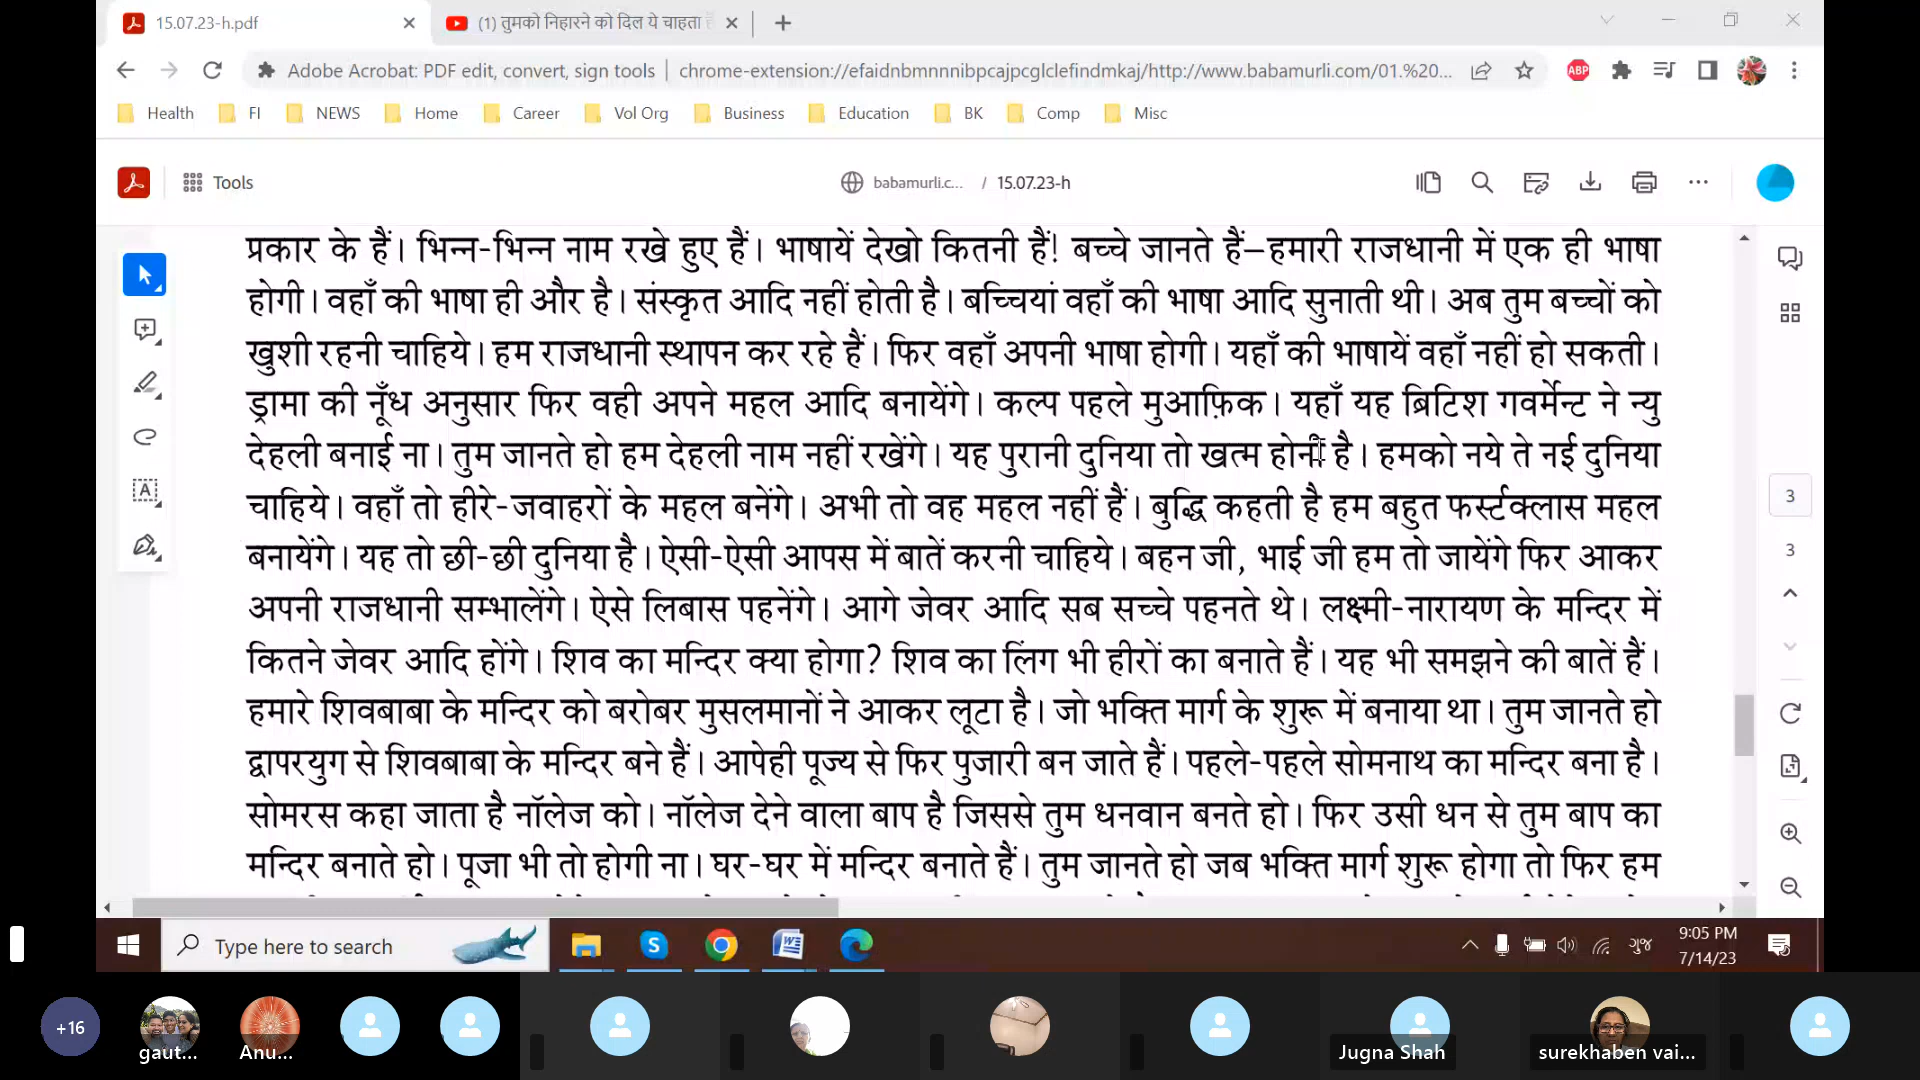 15.07.23-h.pdf
(1) तुमको निहारने को दिल ये चाहता
Adobe Acrobat: PDF edit, convert, sign tools | chrome-extension://efaidnbmnnnibpcajpcglclefindmkaj/http://www.babamurli.com/01.%20...
ABP
Health FI NEWS Home Career Vol Org Business Education BK Comp Misc
Tools
babamurli.c... / 15.07.23-h
प्रकार के हैं। भिन्न-भिन्न नाम रखे हुए हैं। भाषायें देखो कितनी हैं! बच्चे जानते हैं–हमारी राजधानी में एक ही भाषा
होगी। वहाँ की भाषा ही और है। संस्कृत आदि नहीं होती है। बच्चियां वहाँ की भाषा आदि सुनाती थी। अब तुम बच्चों को
खुशी रहनी चाहिये। हम राजधानी स्थापन कर रहे हैं। फिर वहाँ अपनी भाषा होगी। यहाँ की भाषायें वहाँ नहीं हो सकती।
ड्रामा की नूँध अनुसार फिर वही अपने महल आदि बनायेंगे। कल्प पहले मुआफ़िक। यहाँ यह ब्रिटिश गवर्मेन्ट ने न्यु
देहली बनाई ना। तुम जानते हो हम देहली नाम नहीं रखेंगे। यह पुरानी दुनिया तो खत्म होनी है। हमको नये ते नई दुनिया
चाहिये। वहाँ तो हीरे-जवाहरों के महल बनेंगे। अभी तो वह महल नहीं हैं। बुद्धि कहती है हम बहुत फर्स्टक्लास महल
बनायेंगे। यह तो छी-छी दुनिया है। ऐसी-ऐसी आपस में बातें करनी चाहिये। बहन जी, भाई जी हम तो जायेंगे फिर आकर
अपनी राजधानी सम्भालेंगे। ऐसे लिबास पहनेंगे। आगे जेवर आदि सब सच्चे पहनते थे। लक्ष्मी-नारायण के मन्दिर में
कितने जेवर आदि होंगे। शिव का मन्दिर क्या होगा? शिव का लिंग भी हीरों का बनाते हैं। यह भी समझने की बातें हैं।
हमारे शिवबाबा के मन्दिर को बरोबर मुसलमानों ने आकर लूटा है। जो भक्ति मार्ग के शुरू में बनाया था। तुम जानते हो
द्वापरयुग से शिवबाबा के मन्दिर बने हैं। आपेही पूज्य से फिर पुजारी बन जाते हैं। पहले-पहले सोमनाथ का मन्दिर बना है।
सोमरस कहा जाता है नॉलेज को। नॉलेज देने वाला बाप है जिससे तुम धनवान बनते हो। फिर उसी धन से तुम बाप का
मन्दिर बनाते हो। पूजा भी तो होगी ना। घर-घर में मन्दिर बनाते हैं। तुम जानते हो जब भक्ति मार्ग शुरू होगा तो फिर हम
3
3
Type here to search
ગુજ
9:05 PM
7/14/23
+16
gaut...
Anu...
Jugna Shah
surekhaben vai...